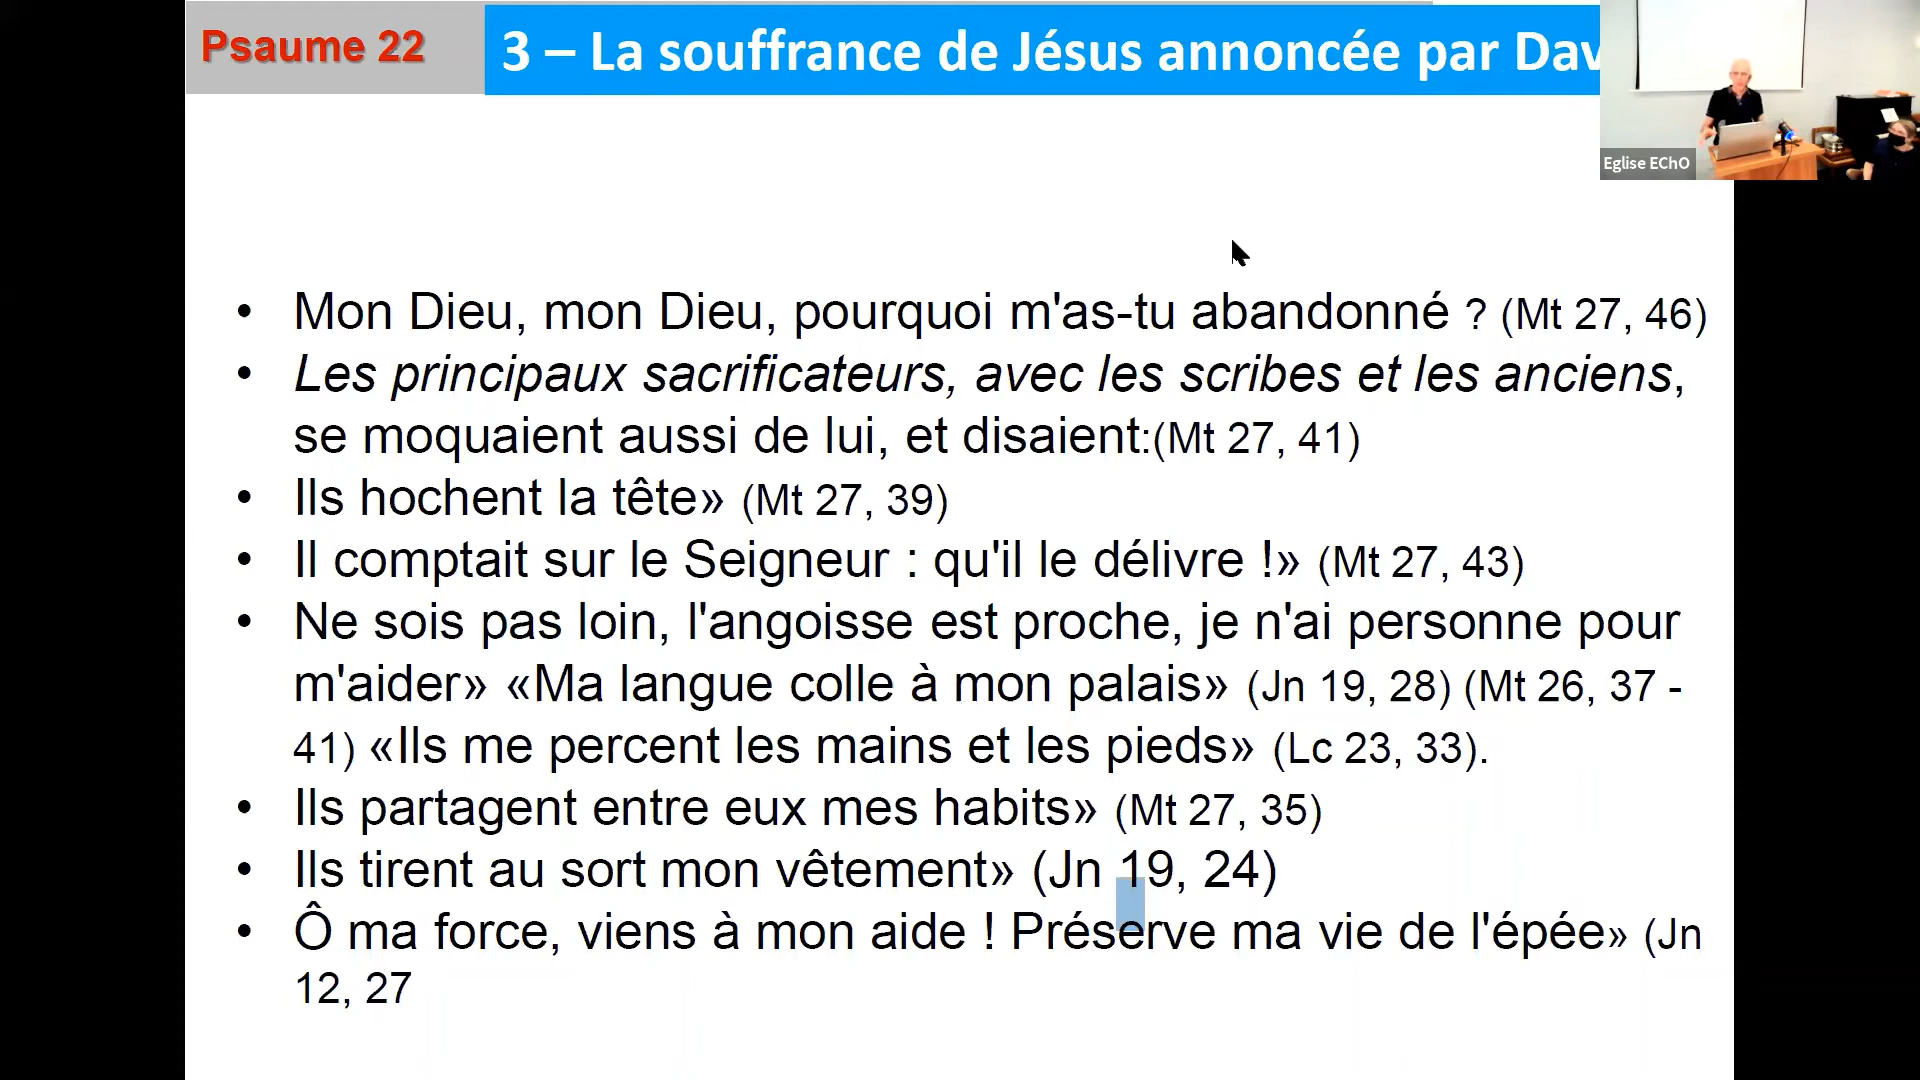 Psaume 22
3 – La souffrance de Jésus annoncée par Dav
Eglise EChO
• Mon Dieu, mon Dieu, pourquoi m'as-tu abandonné ? (Mt 27, 46)
• Les principaux sacrificateurs, avec les scribes et les anciens,
se moquaient aussi de lui, et disaient:(Mt 27, 41)
• Ils hochent la tête» (Mt 27, 39)
• Il comptait sur le Seigneur : qu'il le délivre !» (Mt 27, 43)
• Ne sois pas loin, l'angoisse est proche, je n'ai personne pour
m'aider» «Ma langue colle à mon palais» (Jn 19, 28) (Mt 26, 37 -
41) «Ils me percent les mains et les pieds» (Lc 23, 33).
• Ils partagent entre eux mes habits» (Mt 27, 35)
• Ils tirent au sort mon vêtement» (Jn 19, 24)
• Ô ma force, viens à mon aide ! Préserve ma vie de l'épée» (Jn
12, 27